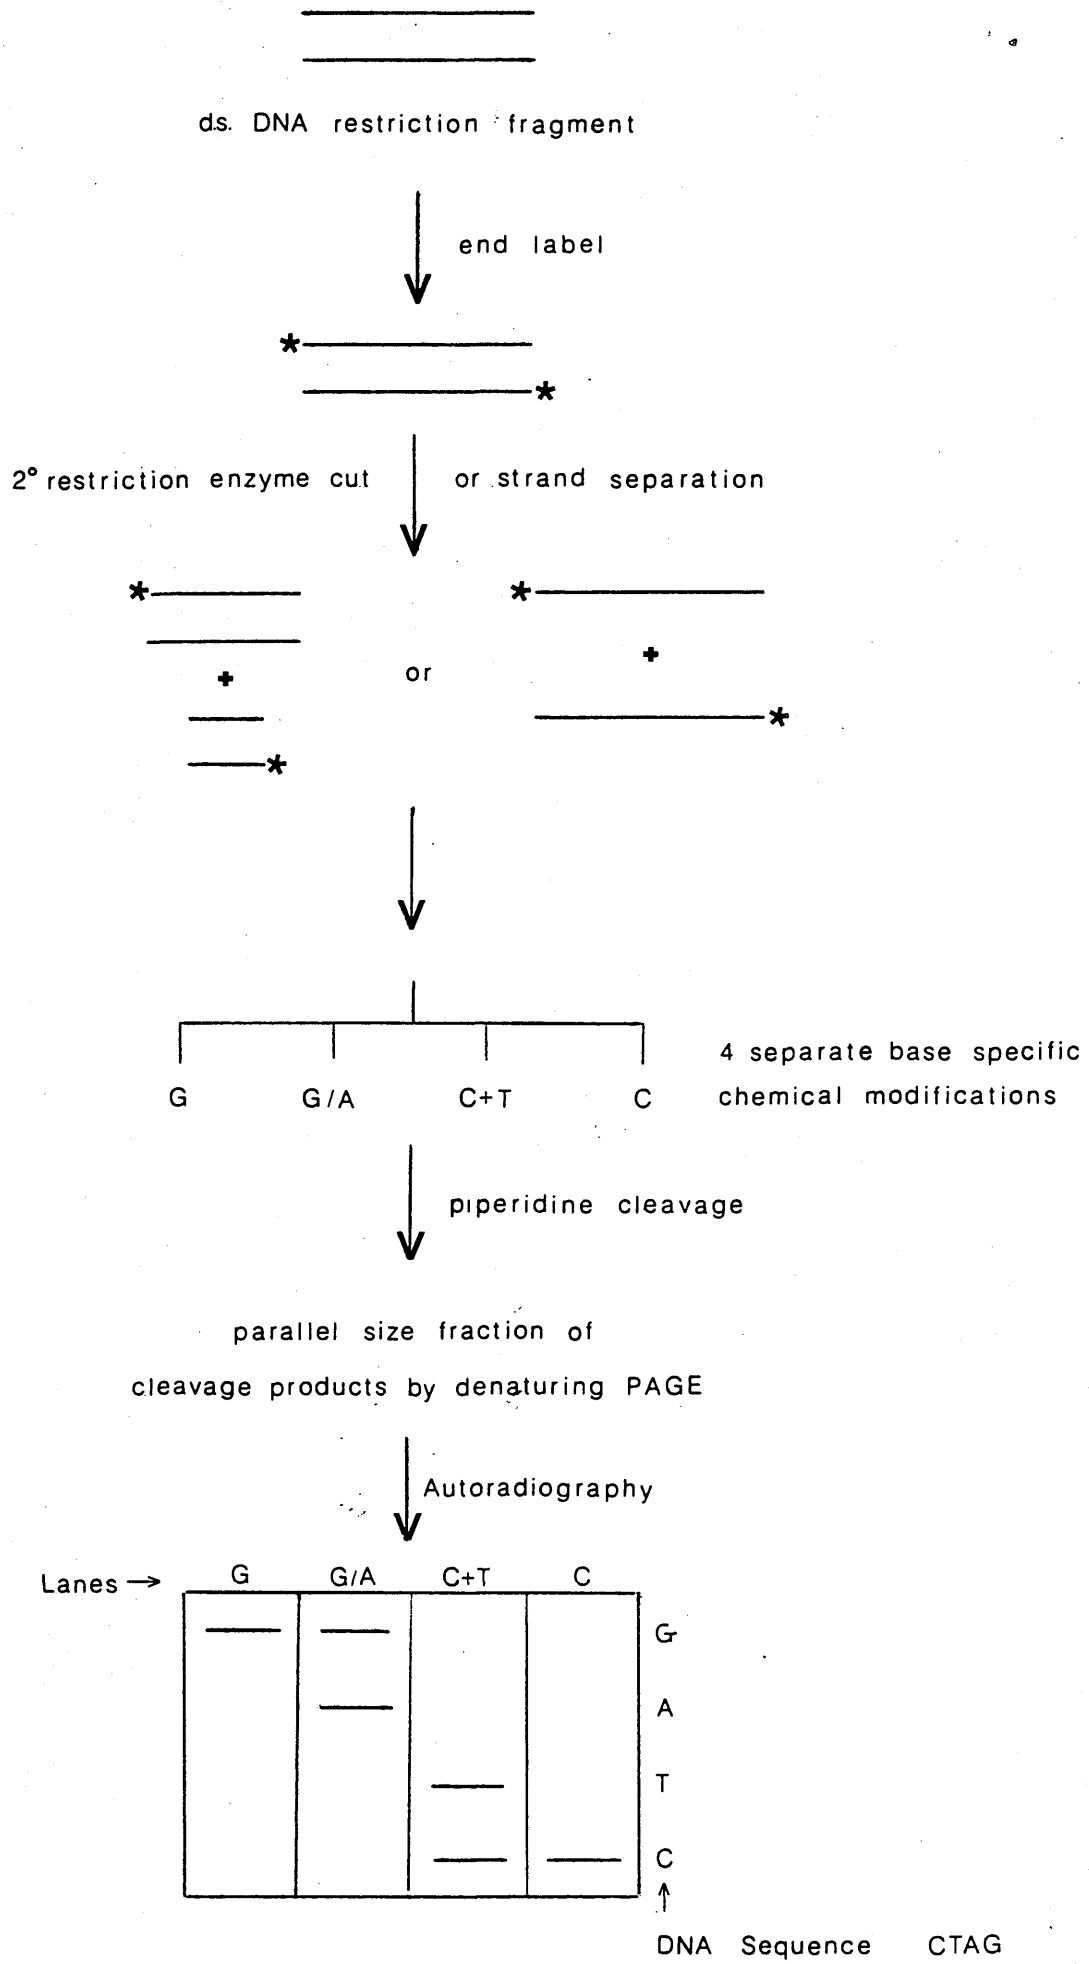 d.s. DNA restriction fragment
end label
*
*
2° restriction enzyme cut or strand separation
* *
+ +
or
*
*
G G/A C+T C
4 separate base specific
chemical modifications
piperidine cleavage
parallel size fraction of
cleavage products by denaturing PAGE
Autoradiography
Lanes → G G/A C+T C
G
A
T
C
↑
DNA Sequence CTAG